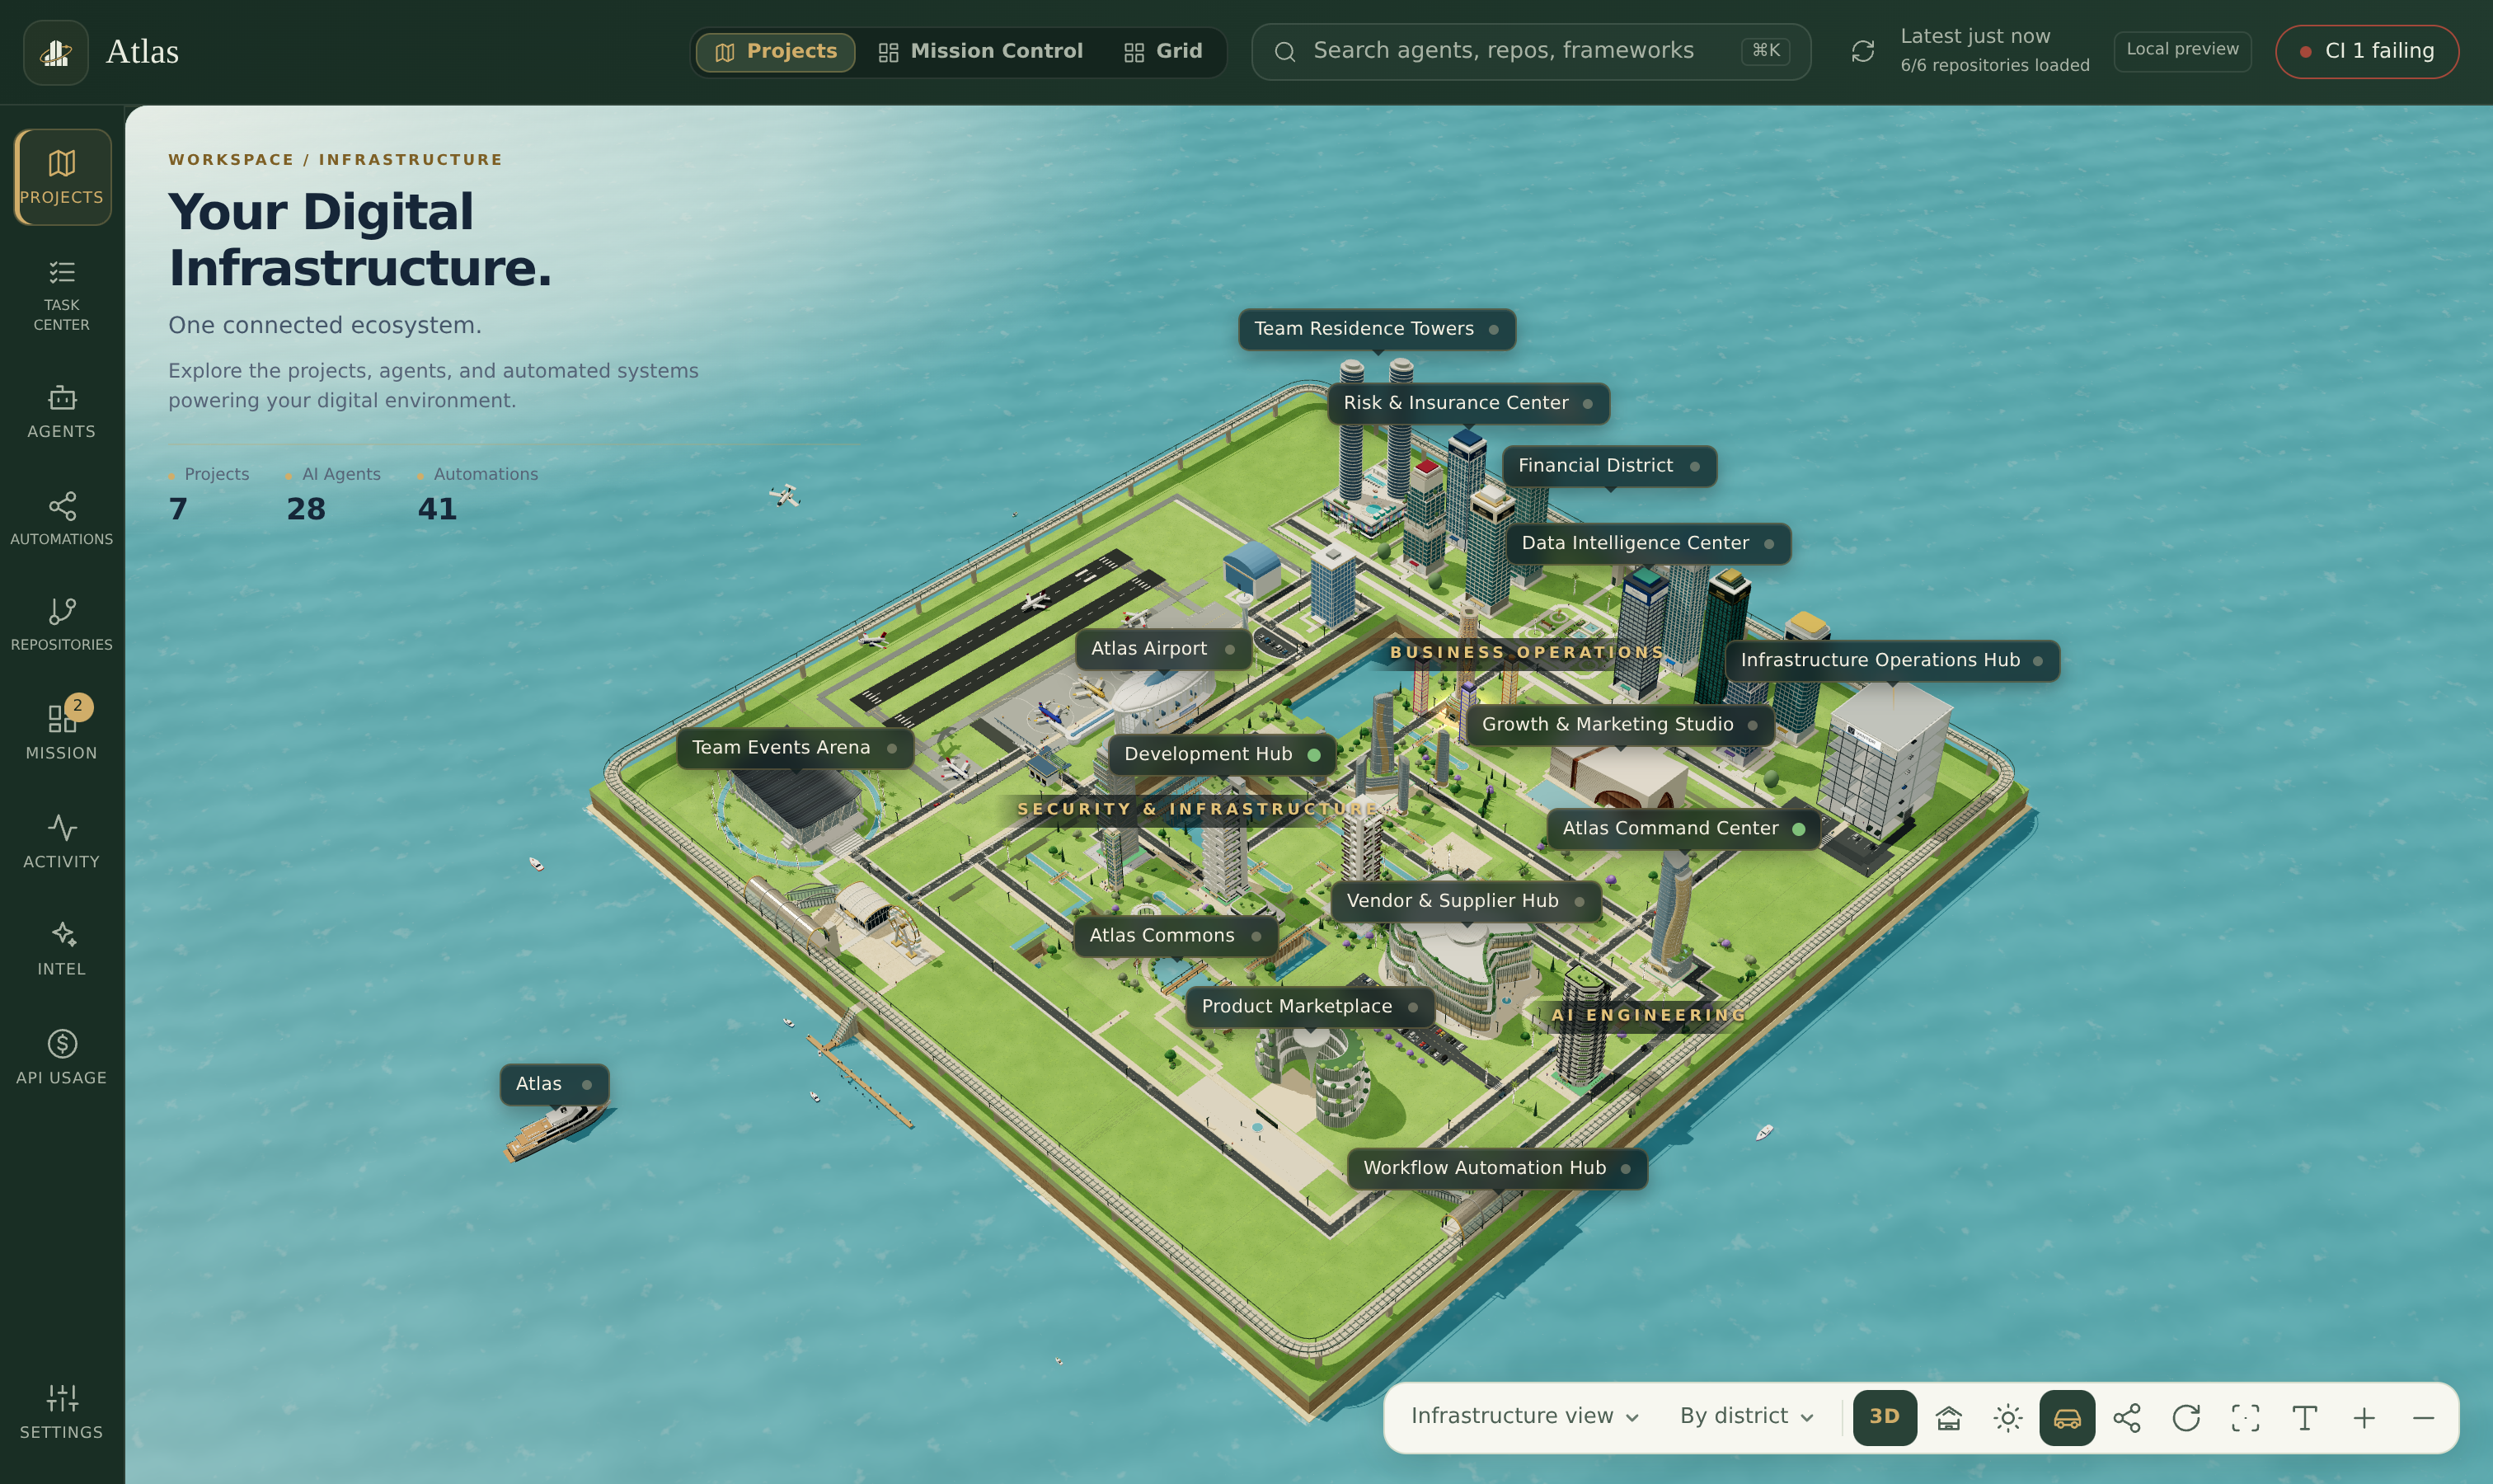 Atlas
Projects
Mission Control
Grid
Search agents, repos, frameworks
⌘K
Latest just now
6/6 repositories loaded
Local preview
CI 1 failing
PROJECTS
TASK
CENTER
AGENTS
AUTOMATIONS
REPOSITORIES
2
MISSION
ACTIVITY
INTEL
API USAGE
SETTINGS
WORKSPACE / INFRASTRUCTURE
Your Digital
Infrastructure.
One connected ecosystem.
Explore the projects, agents, and automated systems
powering your digital environment.
Projects
7
AI Agents
28
Automations
41
Team Residence Towers
Risk & Insurance Center
Financial District
Data Intelligence Center
Atlas Airport
BUSINESS OPERATIONS
Infrastructure Operations Hub
Growth & Marketing Studio
Team Events Arena
Development Hub
SECURITY & INFRASTRUCTURE
Atlas Command Center
Vendor & Supplier Hub
Atlas Commons
Product Marketplace
AI ENGINEERING
Atlas
Workflow Automation Hub
Infrastructure view
By district
3D